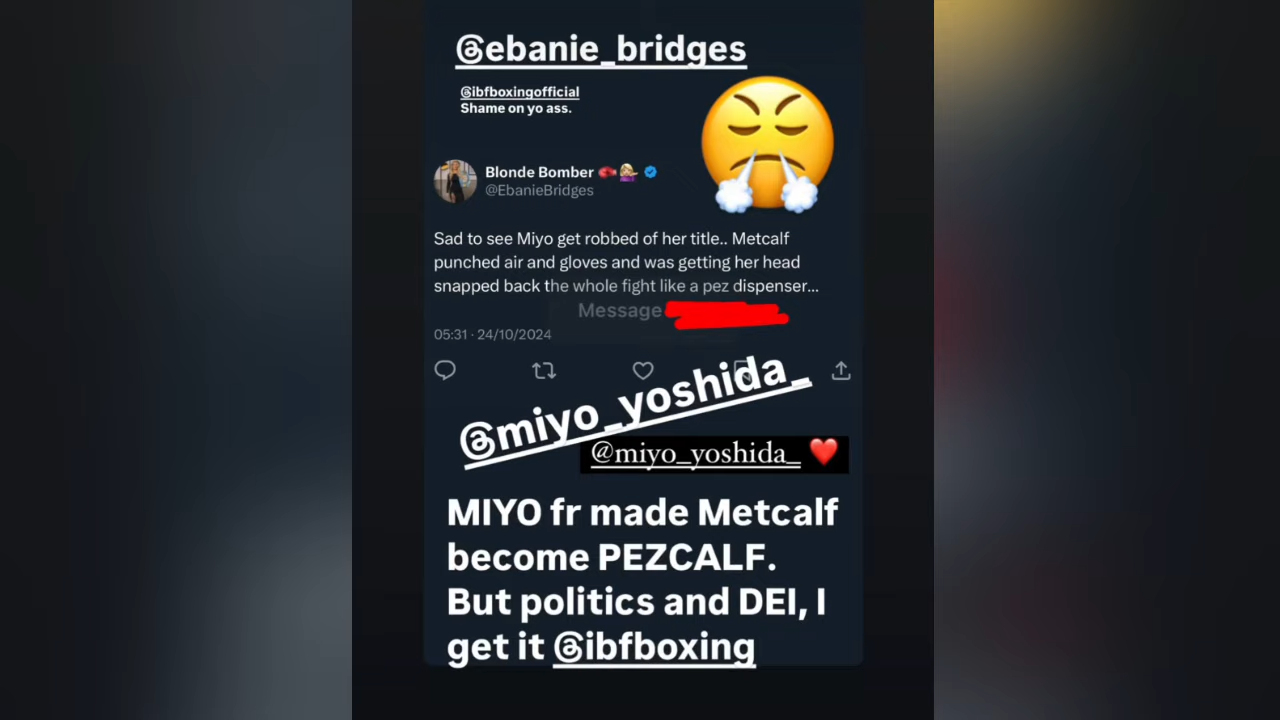 @ebanie_bridges
@ibfboxingofficial
Shame on yo ass.
Blonde Bomber 🥊💁🏼‍♀️
@EbanieBridges
Sad to see Miyo get robbed of her title.. Metcalf
punched air and gloves and was getting her head
snapped back the whole fight like a pez dispenser...
Message
05:31 · 24/10/2024
@miyo_yoshida_
@miyo_yoshida_ ❤️
MIYO fr made Metcalf
become PEZCALF.
But politics and DEI, I
get it @ibfboxing